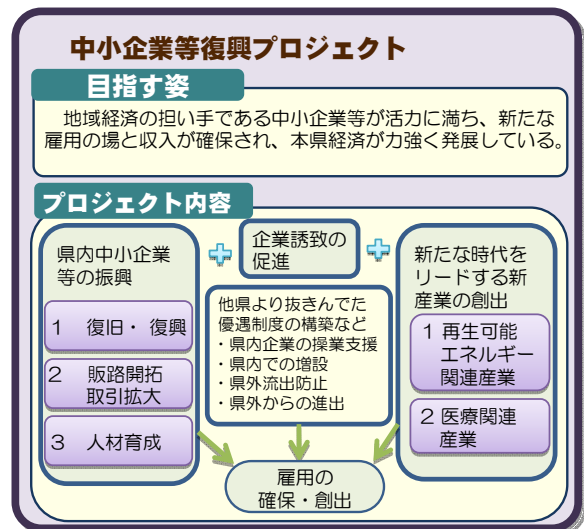 中小企業等復興プロジェクト
目指す姿
地域経済の担い手である中小企業等が活力に満ち、新たな
雇用の場と収入が確保され、本県経済が力強く発展している。
プロジェクト内容
県内中小企業
等の振興
1 復旧・ 復興
2 販路開拓
取引拡大
3 人材育成
企業誘致の
促進
他県より抜きんでた
優遇制度の構築など
・県内企業の操業支援
・県内での増設
・県外流出防止
・県外からの進出
新たな時代を
リードする新
産業の創出
1 再生可能
エネルギー
関連産業
2 医療関連
産業
雇用の
確保・創出